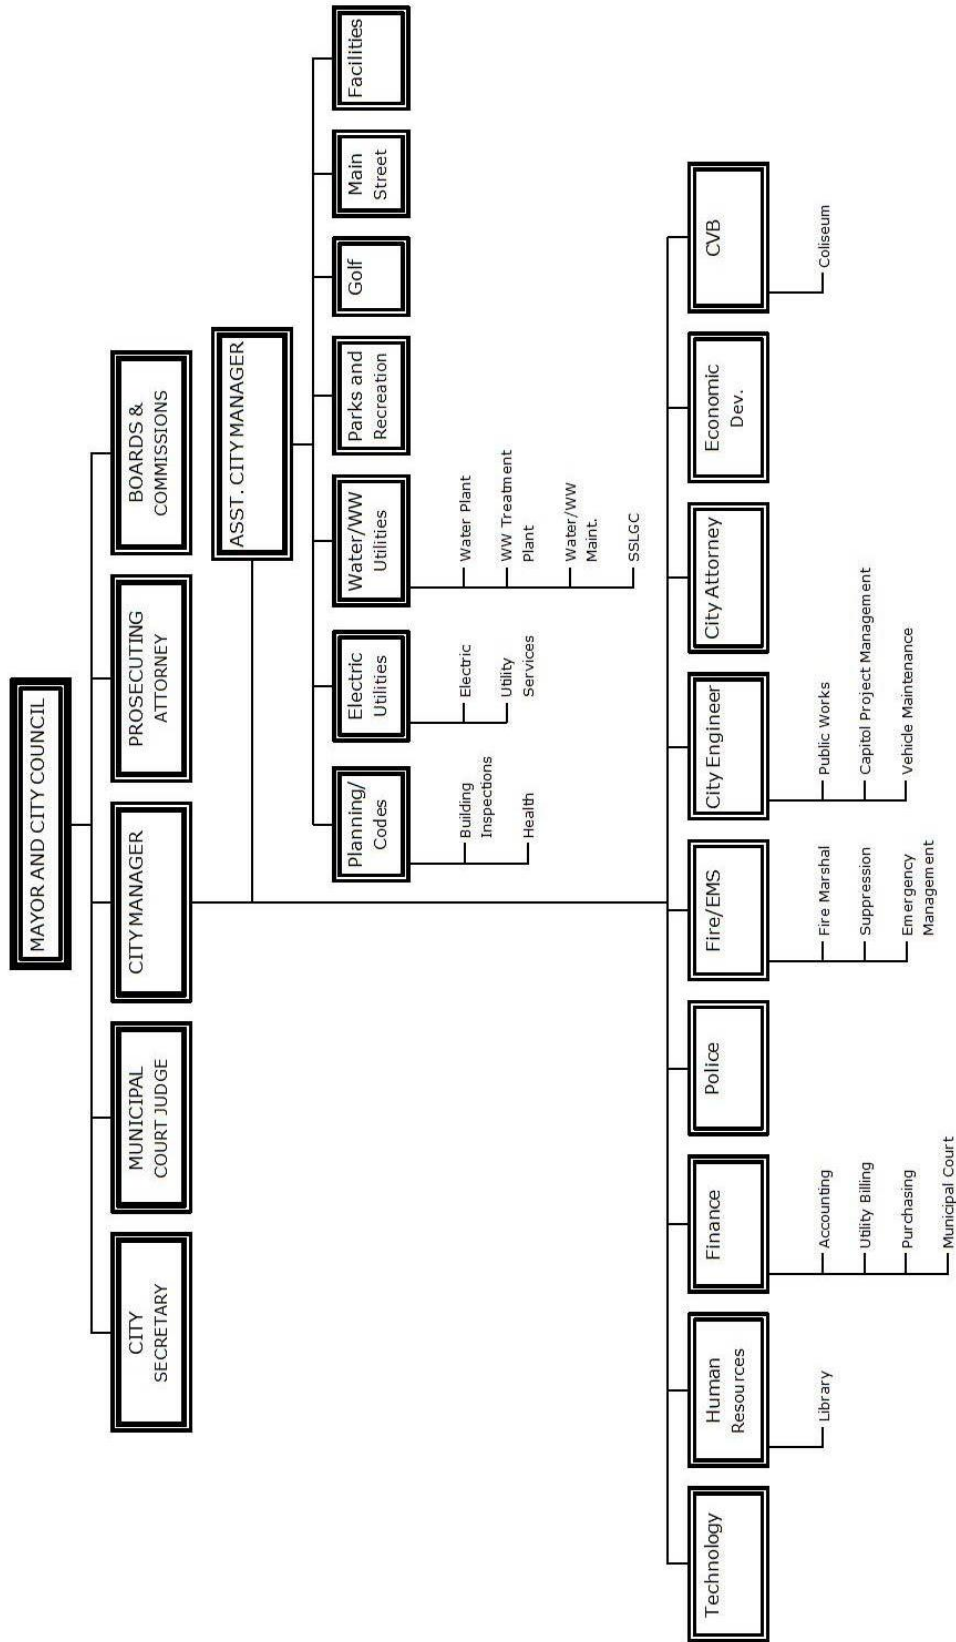 MAYOR AND CITY COUNCIL
CITY
SECRETARY
MUNICIPAL
COURT JUDGE
CITY MANAGER
PROSECUTING
ATTORNEY
BOARDS &
COMMISSIONS
ASST. CITY MANAGER
Planning/
Codes
Building
Inspections
Health
Electric
Utilities
Electric
Utility
Services
Water/WW
Utilities
Water Plant
WW Treatment
Plant
Water/WW
Maint.
SSLGC
Parks and
Recreation
Golf
Main
Street
Facilities
Technology
Human
Resources
Library
Finance
Accounting
Utility Billing
Purchasing
Municipal Court
Police
Fire/EMS
Fire Marshal
Suppression
Emergency
Management
City Engineer
Public Works
Capitol Project Management
Vehicle Maintenance
City Attorney
Economic
Dev.
CVB
Coliseum